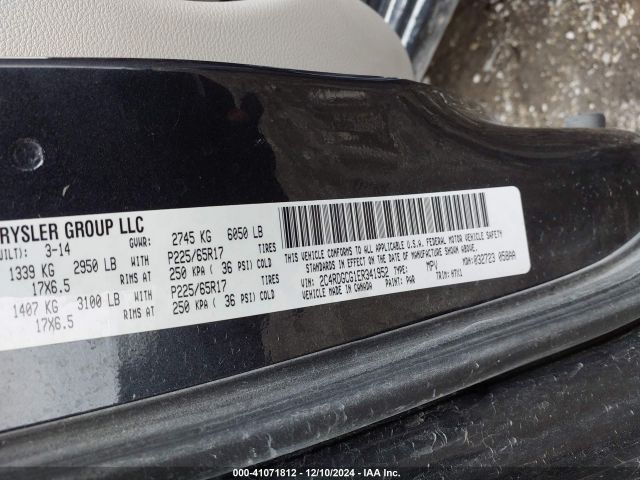 RYSLER GROUP LLC
UILT): 3-14 GVWR: 2745 KG 6050 LB
1339 KG 2950 LB WITH P225/65R17 TIRES
17X6.5 RIMS AT 250 KPA ( 36 PSI) COLD
1407 KG 3100 LB WITH P225/65R17 TIRES
17X6.5 RIMS AT 250 KPA ( 36 PSI) COLD
THIS VEHICLE CONFORMS TO ALL APPLICABLE U.S.A. FEDERAL MOTOR VEHICLE SAFETY,
STANDARDS IN EFFECT ON THE DATE OF MANUFACTURE SHOWN ABOVE.
VIN: 2C4RDGCG1ER341952 TYPE: MPV MDH: 032723 050AA
MADE IN CANADA PAINT: PAR TRIM:
000-41071812 - 12/10/2024 - IAA Inc.